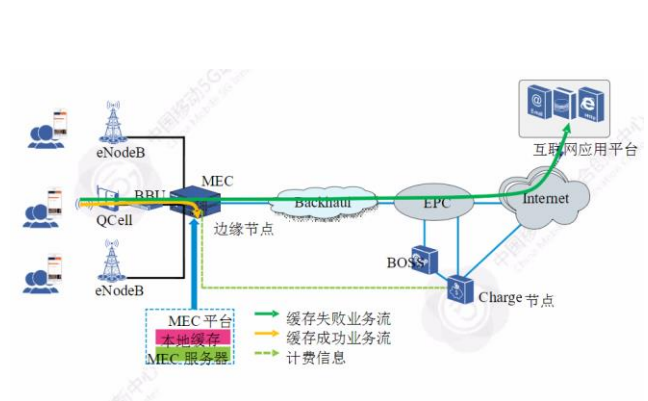 eNodeB
MEC
互联网应用平台
BBU
QCell
边缘节点
Backhaul
EPC
Internet
BOSS
eNodeB
Charge 节点
MEC 平台
本地缓存
MEC 服务器
缓存失败业务流
缓存成功业务流
计费信息